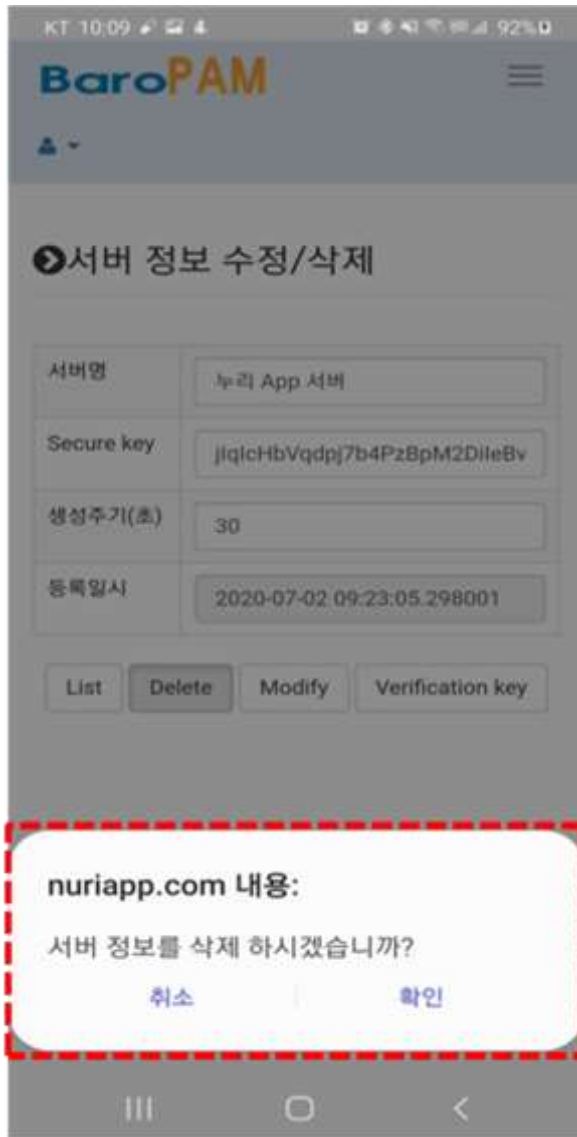 KT 10:09 92%
BaroPAM
서버 정보 수정/삭제
서버명 누리 App 서버
Secure key jIqIcHbVqdpj7b4PzBpM2DiIeBv
생성주기(초) 30
등록일시 2020-07-02 09:23:05.298001
List Delete Modify Verification key
nuriapp.com 내용:
서버 정보를 삭제 하시겠습니까?
취소 확인